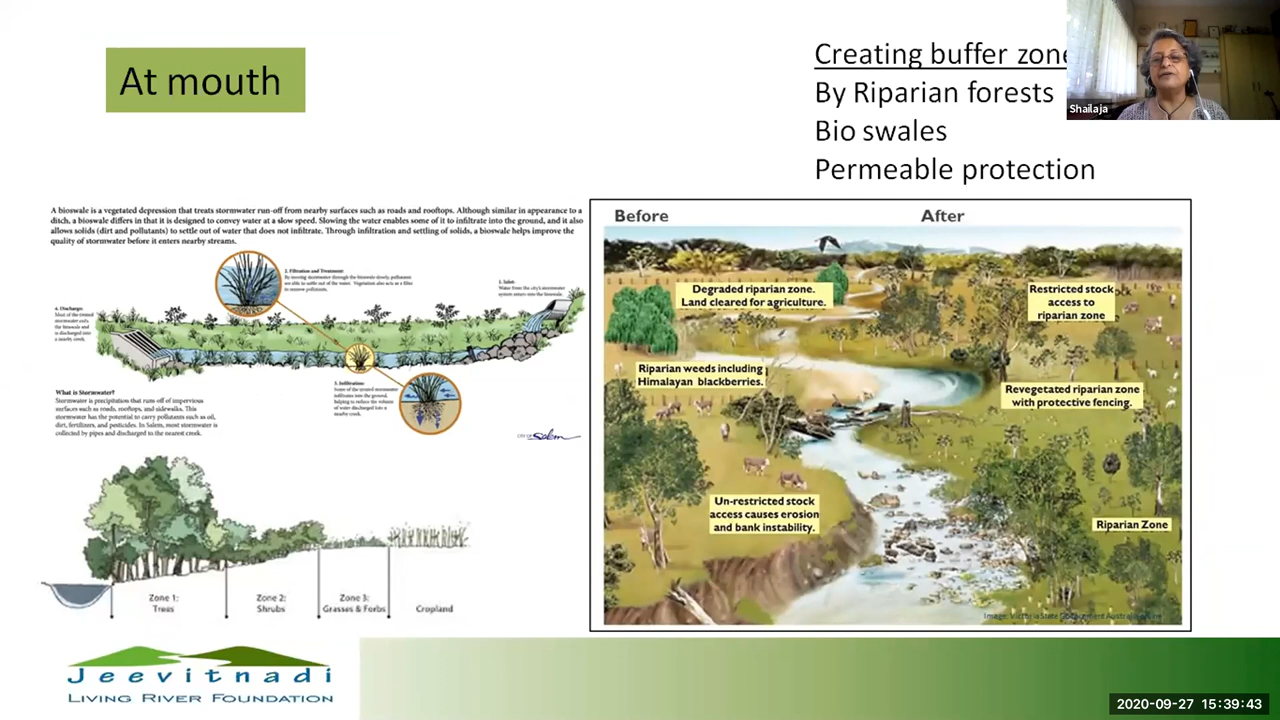 At mouth
Creating buffer zone
By Riparian forests
Bio swales
Permeable protection
Shailaja
A bioswale is a vegetated depression that treats stormwater run-off from nearby surfaces such as roads and rooftops. Although similar in appearance to a
ditch, a bioswale differs in that it is designed to convey water at a slow speed. Slowing the water enables some of it to infiltrate into the ground, and it also
allows solids (dirt and pollutants) to settle out of water that does not infiltrate. Through infiltration and settling of solids, a bioswale helps improve the
quality of stormwater before it enters nearby streams.
2. Filtration and Treatment:
By moving stormwater through the bioswale slowly, pollutants
are able to settle out of the water. Vegetation also acts as a filter
to remove pollutants.
1. Inlet:
Water from the city's stormwater
system enters into the bioswale.
4. Discharge:
Most of the treated
stormwater exits
the bioswale and
is discharged into
a nearby creek.
3. Infiltration:
Some of the treated stormwater
infiltrates into the ground,
helping to reduce the volume
of water discharged into a
nearby creek.
What is Stormwater?
Stormwater is precipitation that runs off of impervious
surfaces such as roads, rooftops, and sidewalks. This
stormwater has the potential to carry pollutants such as oil,
dirt, fertilizers, and pesticides. In Salem, most stormwater is
collected by pipes and discharged to the nearest creek.
CITY OF Salem
Zone 1:
Trees
Zone 2:
Shrubs
Zone 3:
Grasses & Forbs
Cropland
Before
After
Degraded riparian zone.
Land cleared for agriculture.
Restricted stock
access to
riparian zone
Riparian weeds including
Himalayan blackberries.
Revegetated riparian zone
with protective fencing.
Un-restricted stock
access causes erosion
and bank instability.
Riparian Zone
Image: Victoria State Government Australia
Jeevitnadi
LIVING RIVER FOUNDATION
2020-09-27 15:39:43